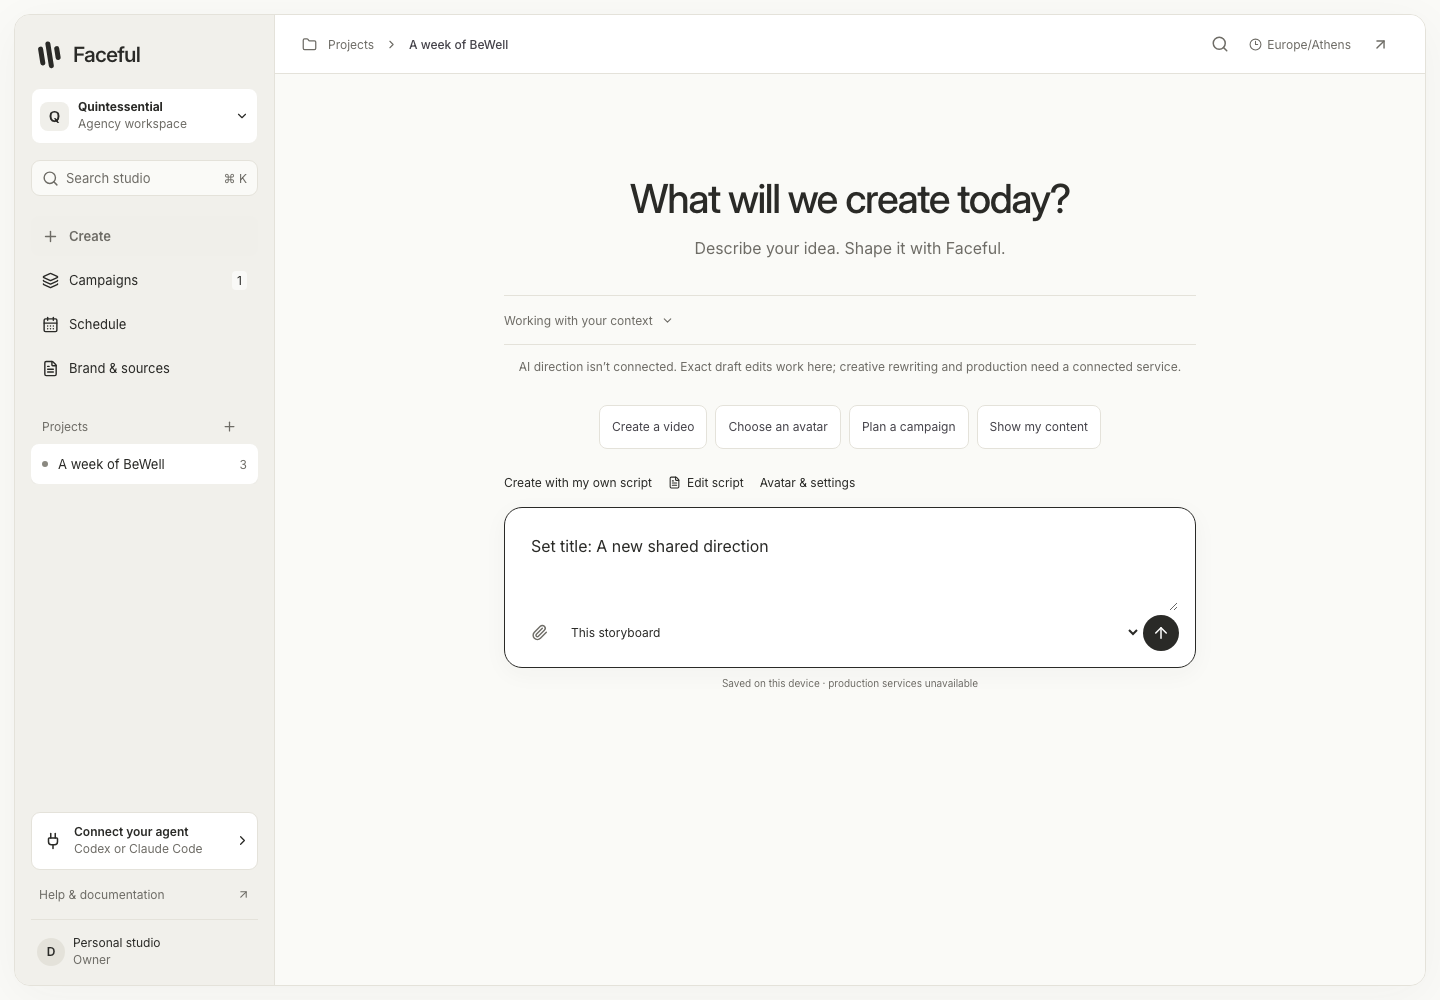 Faceful
Q
Quintessential
Agency workspace
Search studio ⌘ K
Create
Campaigns 1
Schedule
Brand & sources
Projects
A week of BeWell 3
Connect your agent
Codex or Claude Code
Help & documentation
D
Personal studio
Owner
Projects A week of BeWell
Europe/Athens
What will we create today?
Describe your idea. Shape it with Faceful.
Working with your context
AI direction isn’t connected. Exact draft edits work here; creative rewriting and production need a connected service.
Create a video Choose an avatar Plan a campaign Show my content
Create with my own script Edit script Avatar & settings
Set title: A new shared direction
This storyboard
Saved on this device · production services unavailable